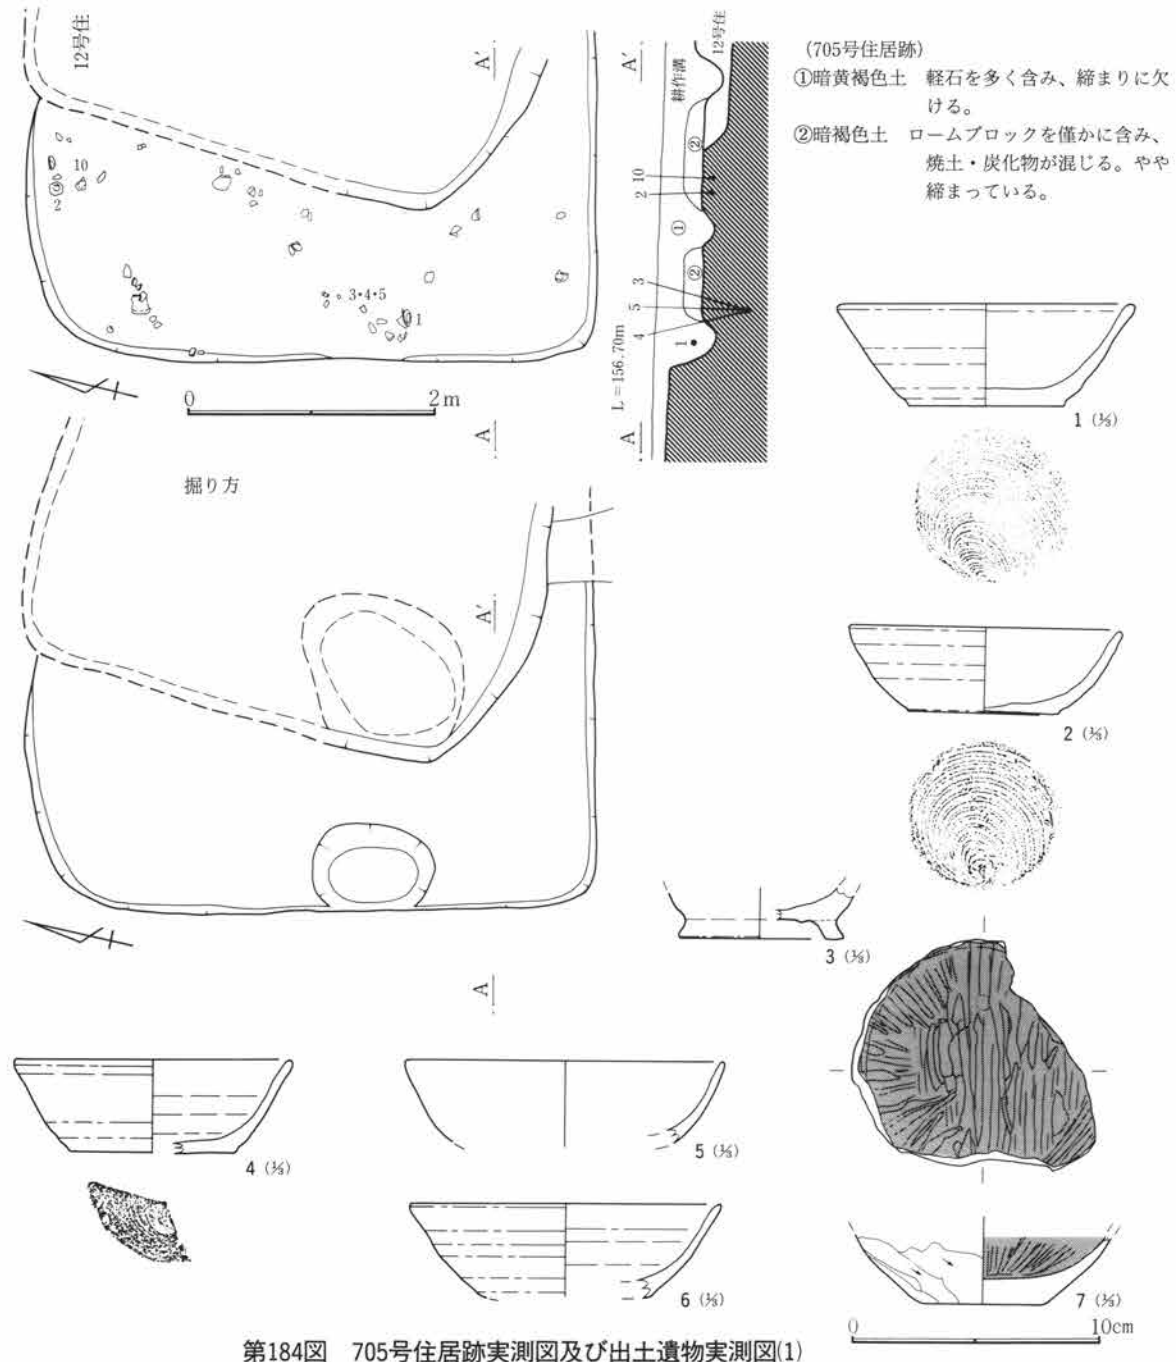 12号住
A′
10
2
3・4・5
1
0
2m
A
掘り方
A′
A
A′
12号住
耕作溝
②
10
2
①
②
3
5
4
1
L＝156.70m
A
(705号住居跡)
①暗黄褐色土　軽石を多く含み、締まりに欠
ける。
②暗褐色土　ロームブロックを僅かに含み、
焼土・炭化物が混じる。やや
締まっている。
1 (⅓)
2 (⅓)
3 (⅓)
4 (⅓)
5 (⅓)
6 (⅓)
7 (⅓)
0
10cm
第184図　705号住居跡実測図及び出土遺物実測図(1)